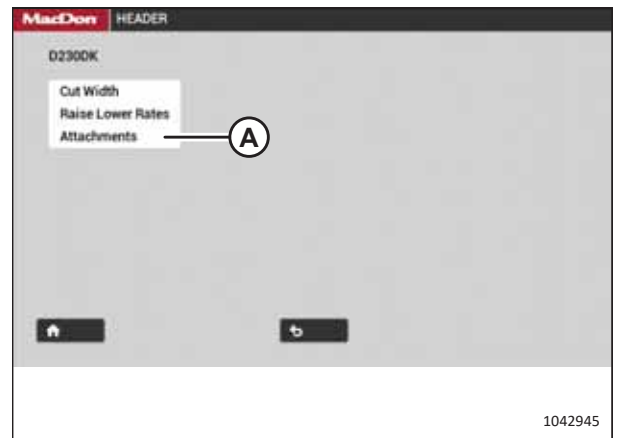 MacDon HEADER
D230DK
Cut Width
Raise Lower Rates
Attachments
A
1042945